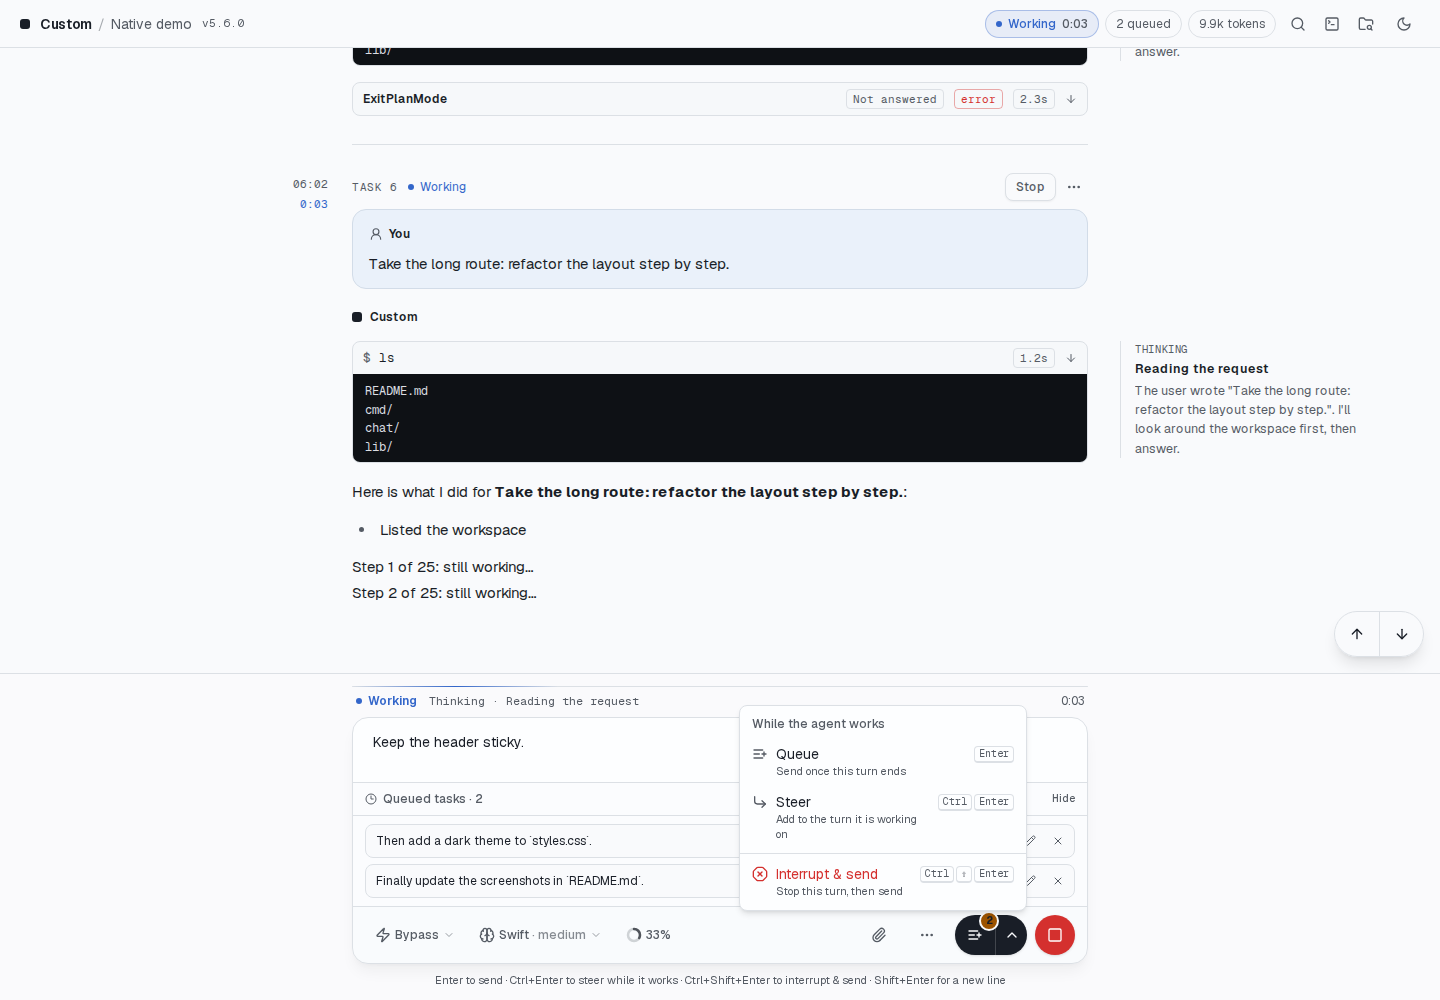 Custom / Native demo v5.6.0
Working 0:03
2 queued
9.9k tokens
lib/
answer.
ExitPlanMode
Not answered
error
2.3s
06:02
0:03
TASK 6
Working
Stop
You
Take the long route: refactor the layout step by step.
Custom
$ ls
1.2s
README.md
cmd/
chat/
lib/
THINKING
Reading the request
The user wrote "Take the long route:
refactor the layout step by step.". I'll
look around the workspace first, then
answer.
Here is what I did for Take the long route: refactor the layout step by step.:
• Listed the workspace
Step 1 of 25: still working…
Step 2 of 25: still working…
Working Thinking · Reading the request
0:03
Keep the header sticky.
While the agent works
Queue
Enter
Send once this turn ends
Steer
Ctrl Enter
Add to the turn it is working
on
Interrupt & send
Ctrl ⇧ Enter
Stop this turn, then send
Queued tasks · 2
Hide
Then add a dark theme to `styles.css`.
Finally update the screenshots in `README.md`.
Bypass
Swift · medium
33%
2
Enter to send · Ctrl+Enter to steer while it works · Ctrl+Shift+Enter to interrupt & send · Shift+Enter for a new line